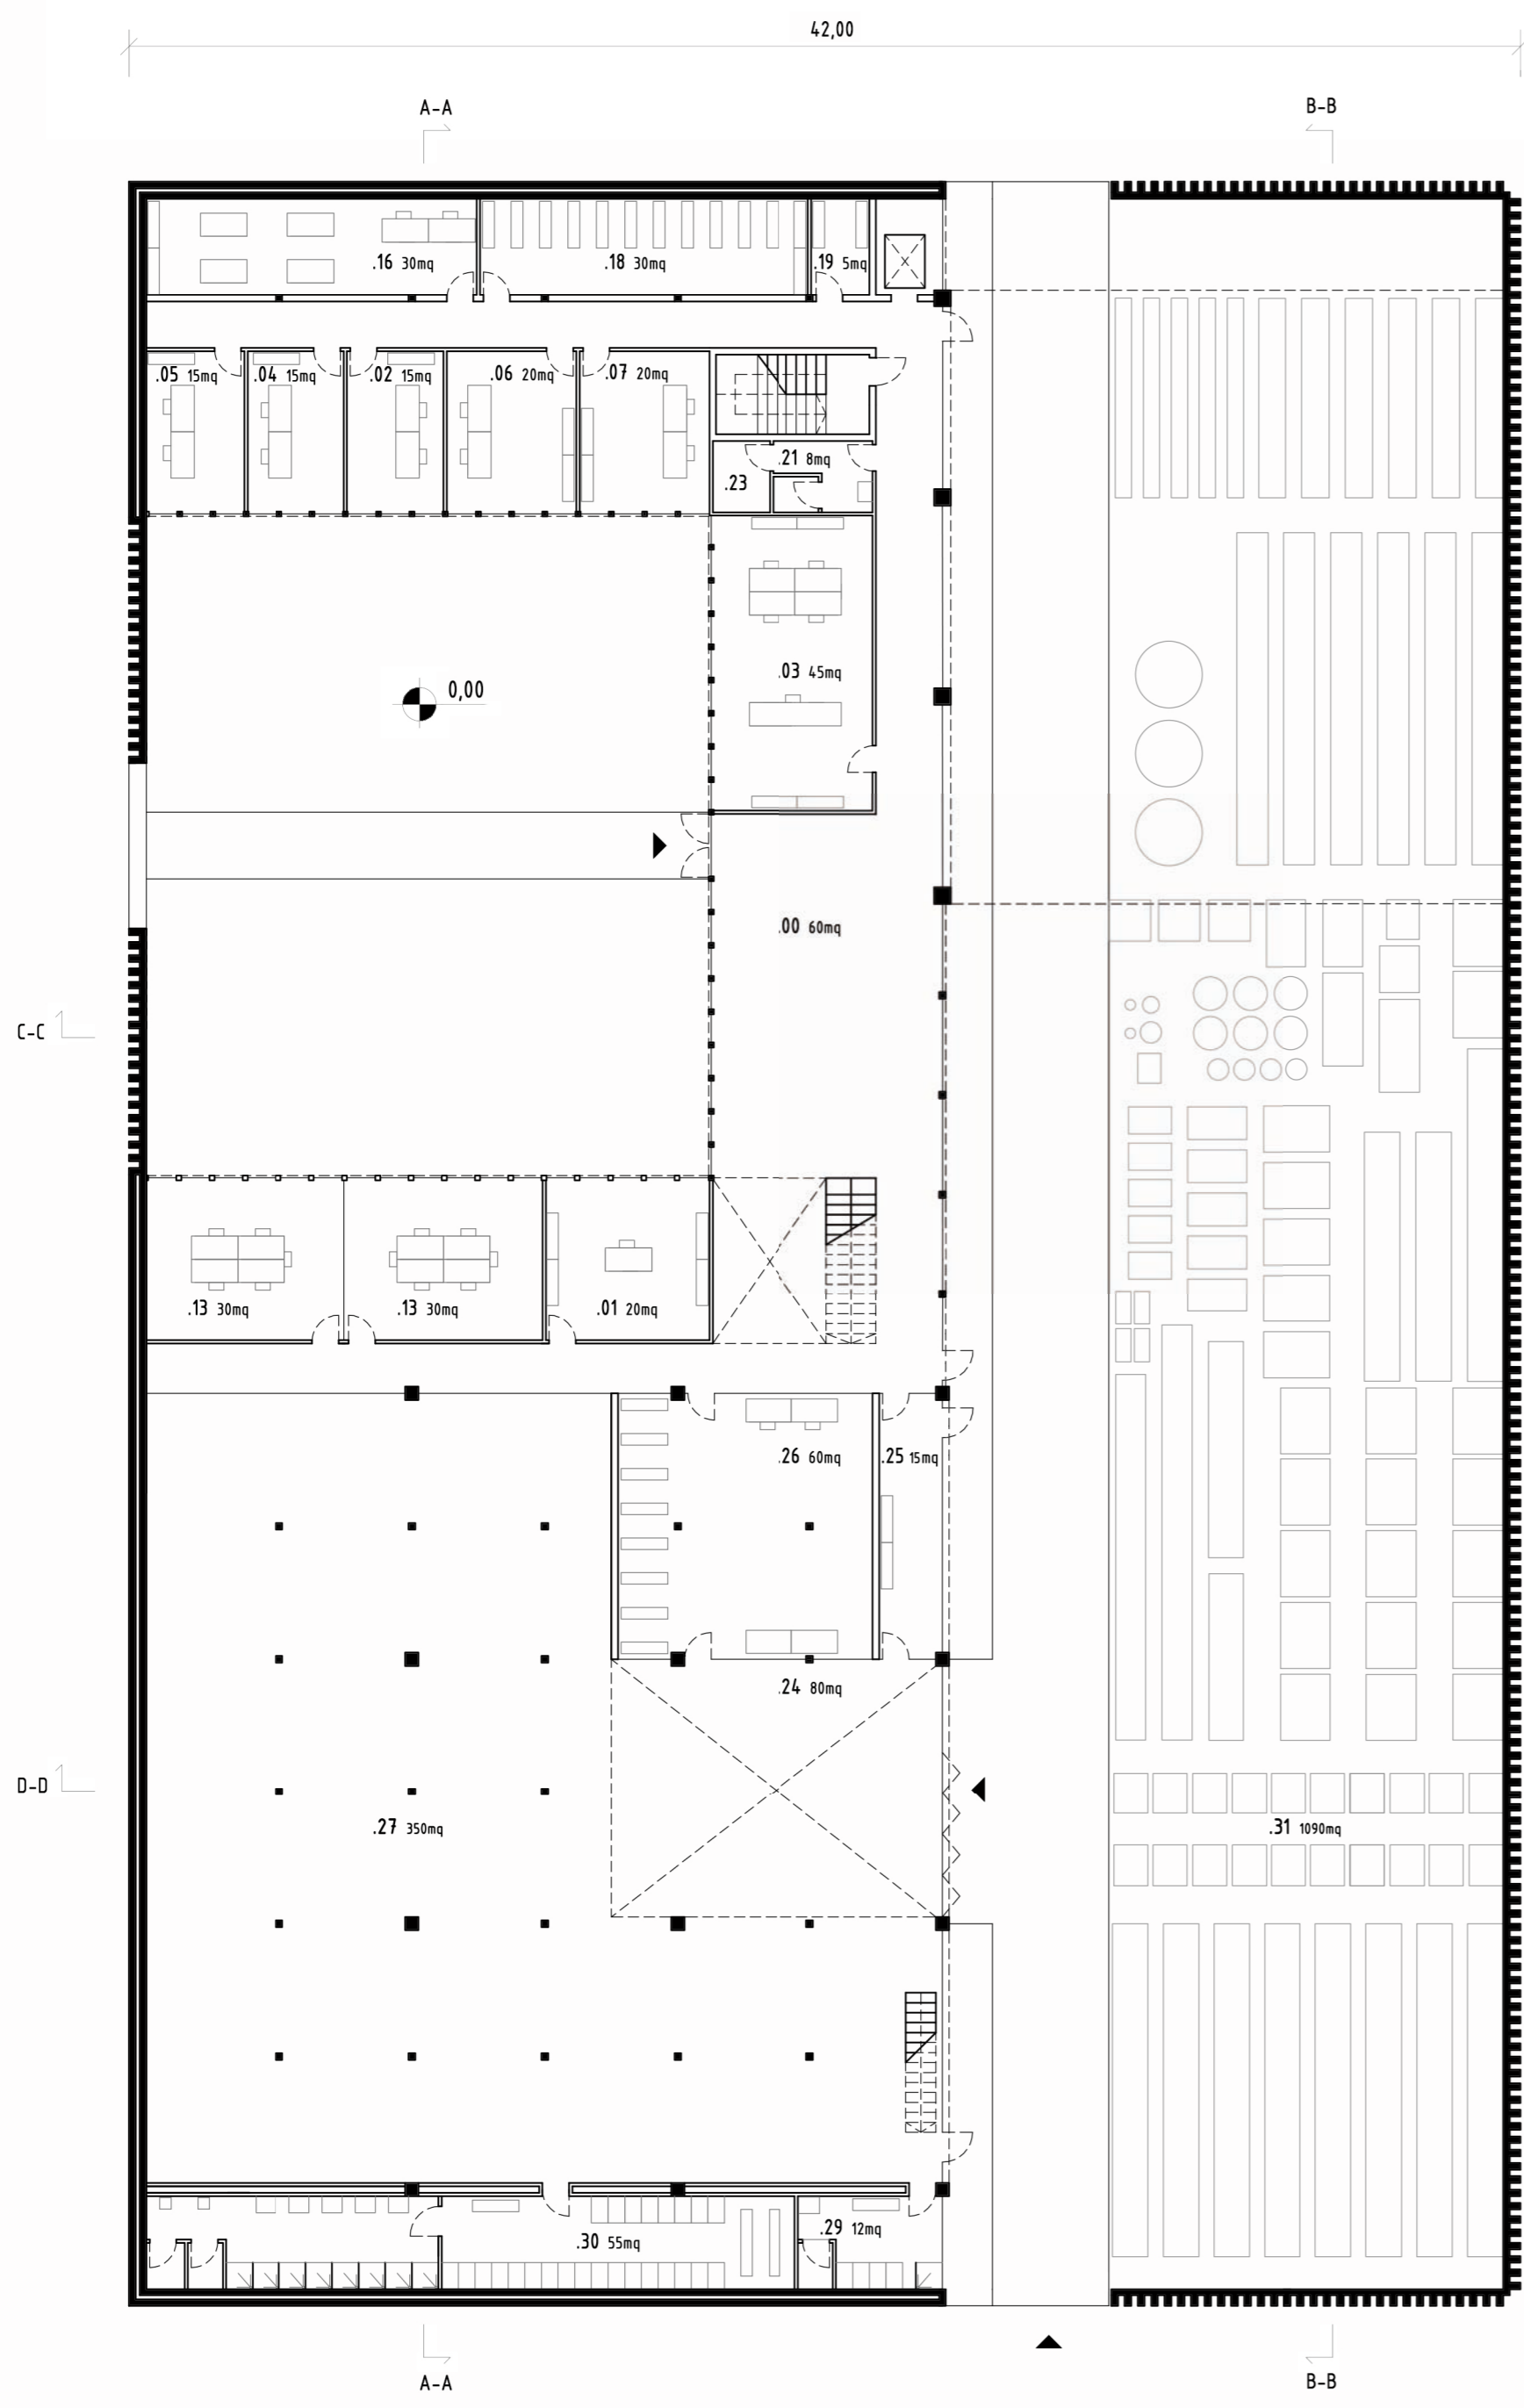 42,00
A-A
B-B
.16 30mq
.18 30mq
.19 5mq
.05 15mq
.04 15mq
.02 15mq
.06 20mq
.07 20mq
.21 8mq
.23
.03 45mq
0,00
.00 60mq
C-C
.13 30mq
.13 30mq
.01 20mq
.26 60mq
.25 15mq
.24 80mq
D-D
.27 350mq
.31 1090mq
.30 55mq
.29 12mq
A-A
B-B